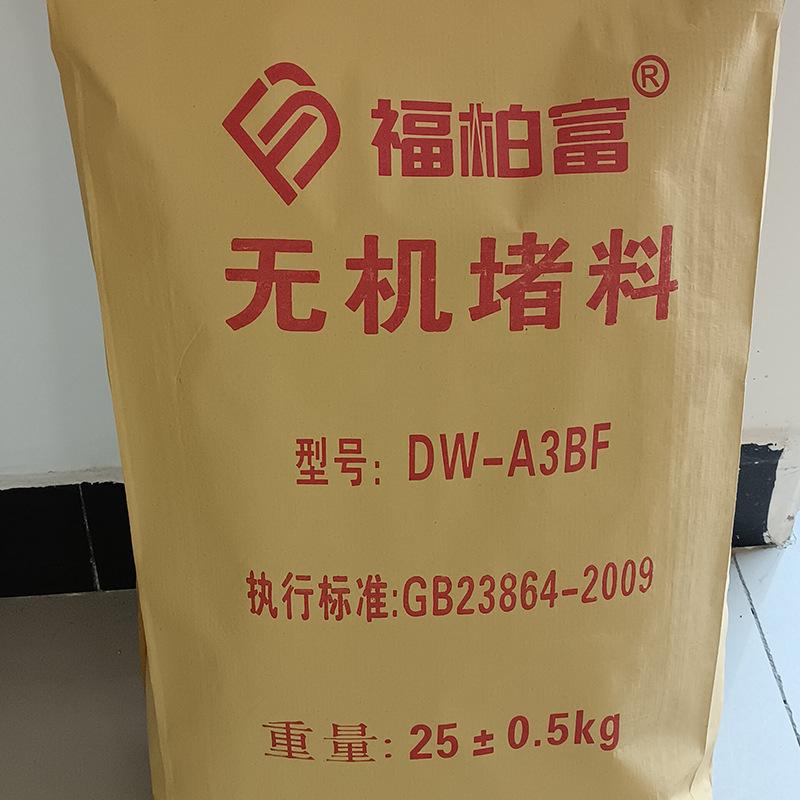 福柏富®
无机堵料
型号: DW-A3BF
执行标准:GB23864-2009
重量: 25±0.5kg